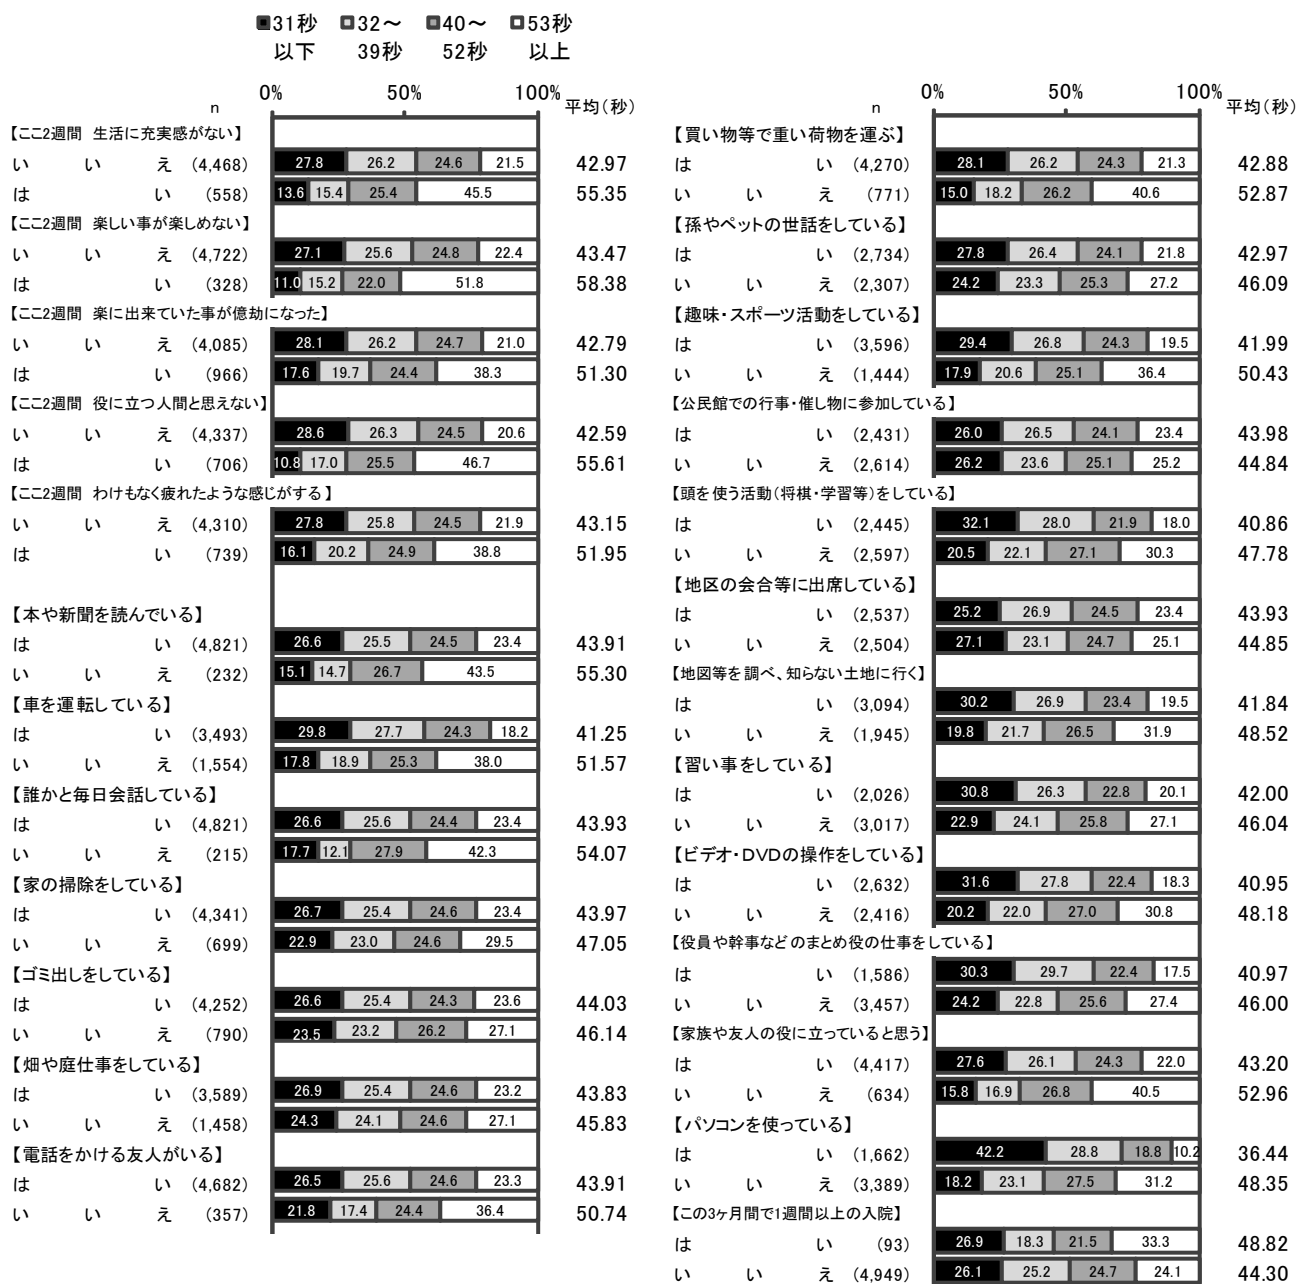 ■31秒以下 □32～39秒 ■40～52秒 □53秒以上
n 0% 50% 100% 平均(秒)
【ここ2週間 生活に充実感がない】
いいえ (4,468) 27.8 26.2 24.6 21.5 42.97
はい (558) 13.6 15.4 25.4 45.5 55.35
【ここ2週間 楽しい事が楽しめない】
いいえ (4,722) 27.1 25.6 24.8 22.4 43.47
はい (328) 11.0 15.2 22.0 51.8 58.38
【ここ2週間 楽に出来ていた事が億劫になった】
いいえ (4,085) 28.1 26.2 24.7 21.0 42.79
はい (966) 17.6 19.7 24.4 38.3 51.30
【ここ2週間 役に立つ人間と思えない】
いいえ (4,337) 28.6 26.3 24.5 20.6 42.59
はい (706) 10.8 17.0 25.5 46.7 55.61
【ここ2週間 わけもなく疲れたような感じがする】
いいえ (4,310) 27.8 25.8 24.5 21.9 43.15
はい (739) 16.1 20.2 24.9 38.8 51.95
【本や新聞を読んでいる】
はい (4,821) 26.6 25.5 24.5 23.4 43.91
いいえ (232) 15.1 14.7 26.7 43.5 55.30
【車を運転している】
はい (3,493) 29.8 27.7 24.3 18.2 41.25
いいえ (1,554) 17.8 18.9 25.3 38.0 51.57
【誰かと毎日会話している】
はい (4,821) 26.6 25.6 24.4 23.4 43.93
いいえ (215) 17.7 12.1 27.9 42.3 54.07
【家の掃除をしている】
はい (4,341) 26.7 25.4 24.6 23.4 43.97
いいえ (699) 22.9 23.0 24.6 29.5 47.05
【ゴミ出しをしている】
はい (4,252) 26.6 25.4 24.3 23.6 44.03
いいえ (790) 23.5 23.2 26.2 27.1 46.14
【畑や庭仕事をしている】
はい (3,589) 26.9 25.4 24.6 23.2 43.83
いいえ (1,458) 24.3 24.1 24.6 27.1 45.83
【電話をかける友人がいる】
はい (4,682) 26.5 25.6 24.6 23.3 43.91
いいえ (357) 21.8 17.4 24.4 36.4 50.74
n 0% 50% 100% 平均(秒)
【買い物等で重い荷物を運ぶ】
はい (4,270) 28.1 26.2 24.3 21.3 42.88
いいえ (771) 15.0 18.2 26.2 40.6 52.87
【孫やペットの世話をしている】
はい (2,734) 27.8 26.4 24.1 21.8 42.97
いいえ (2,307) 24.2 23.3 25.3 27.2 46.09
【趣味・スポーツ活動をしている】
はい (3,596) 29.4 26.8 24.3 19.5 41.99
いいえ (1,444) 17.9 20.6 25.1 36.4 50.43
【公民館での行事・催し物に参加している】
はい (2,431) 26.0 26.5 24.1 23.4 43.98
いいえ (2,614) 26.2 23.6 25.1 25.2 44.84
【頭を使う活動(将棋・学習等)をしている】
はい (2,445) 32.1 28.0 21.9 18.0 40.86
いいえ (2,597) 20.5 22.1 27.1 30.3 47.78
【地区の会合等に出席している】
はい (2,537) 25.2 26.9 24.5 23.4 43.93
いいえ (2,504) 27.1 23.1 24.7 25.1 44.85
【地図等を調べ、知らない土地に行く】
はい (3,094) 30.2 26.9 23.4 19.5 41.84
いいえ (1,945) 19.8 21.7 26.5 31.9 48.52
【習い事をしている】
はい (2,026) 30.8 26.3 22.8 20.1 42.00
いいえ (3,017) 22.9 24.1 25.8 27.1 46.04
【ビデオ・DVDの操作をしている】
はい (2,632) 31.6 27.8 22.4 18.3 40.95
いいえ (2,416) 20.2 22.0 27.0 30.8 48.18
【役員や幹事などのまとめ役の仕事をしている】
はい (1,586) 30.3 29.7 22.4 17.5 40.97
いいえ (3,457) 24.2 22.8 25.6 27.4 46.00
【家族や友人の役に立っていると思う】
はい (4,417) 27.6 26.1 24.3 22.0 43.20
いいえ (634) 15.8 16.9 26.8 40.5 52.96
【パソコンを使っている】
はい (1,662) 42.2 28.8 18.8 10.2 36.44
いいえ (3,389) 18.2 23.1 27.5 31.2 48.35
【この3ヶ月間で1週間以上の入院】
はい (93) 26.9 18.3 21.5 33.3 48.82
いいえ (4,949) 26.1 25.2 24.7 24.1 44.30